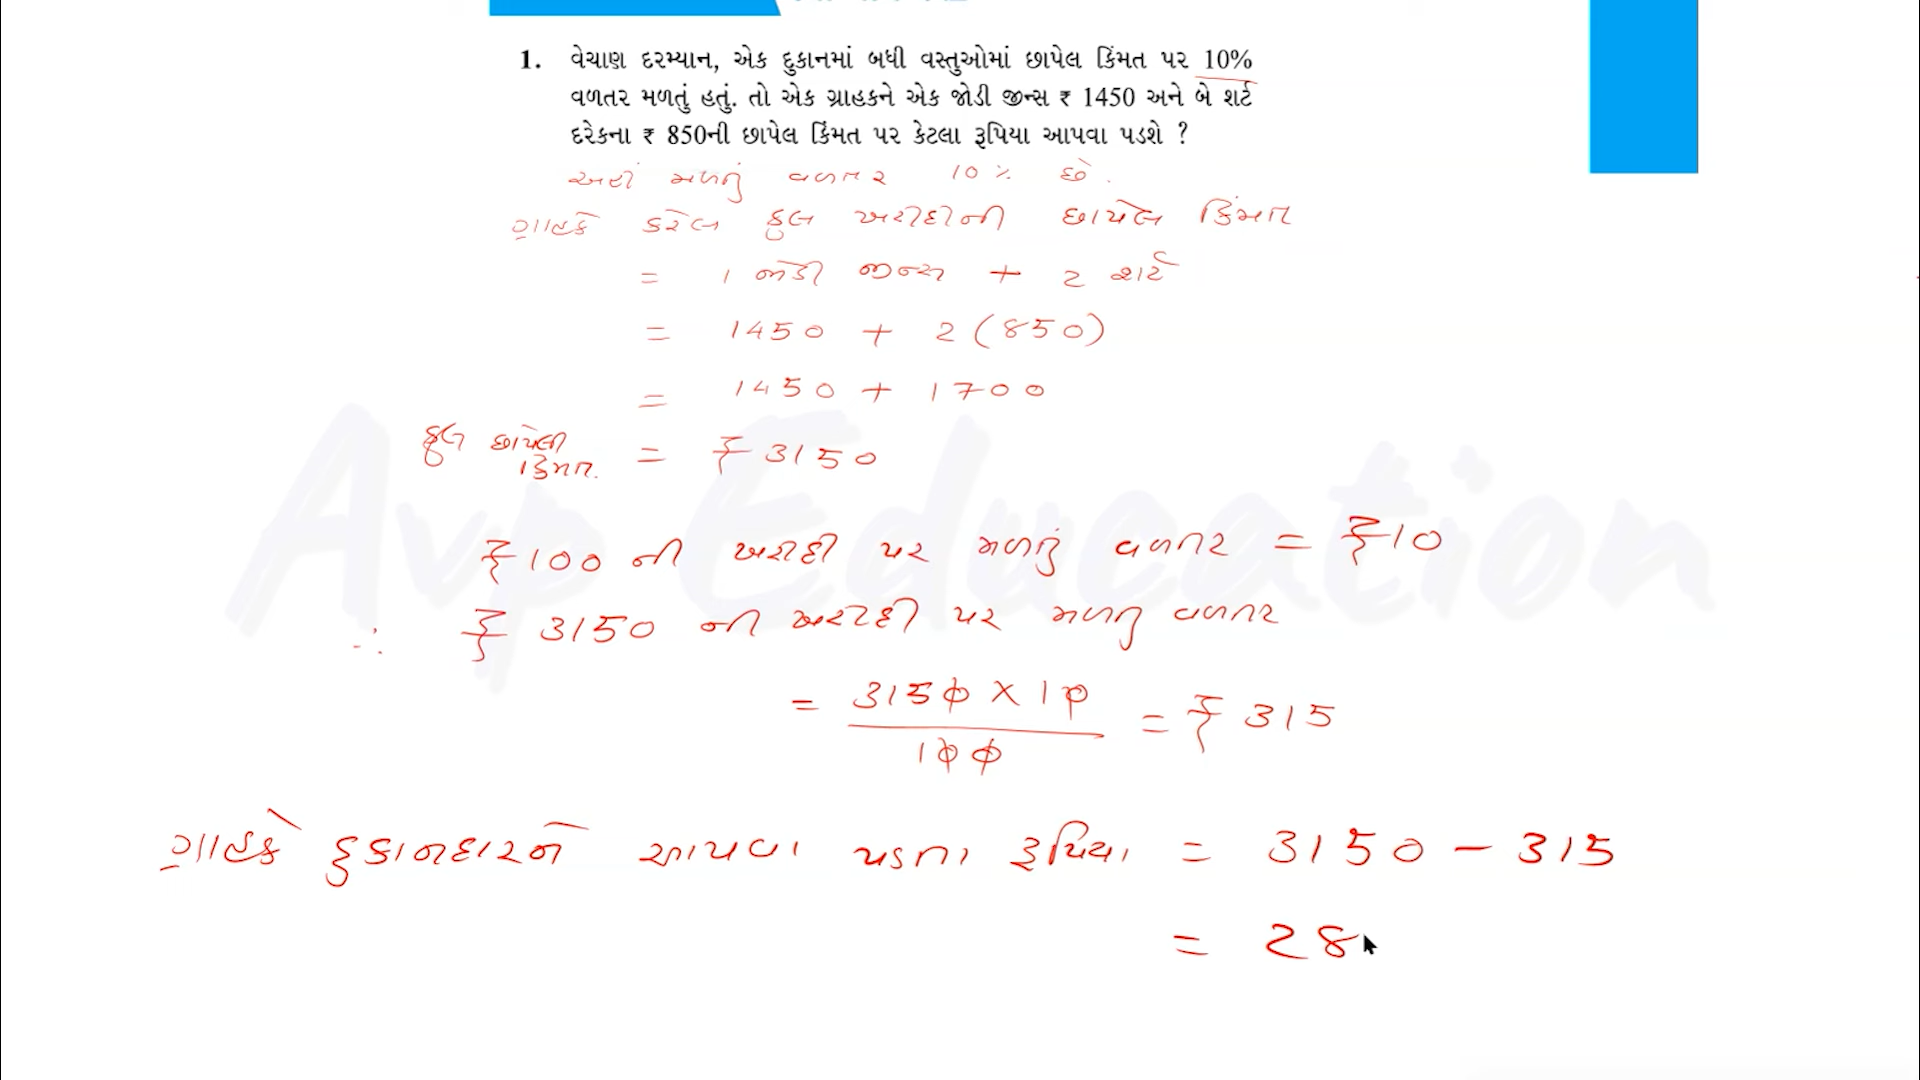 1. વેચાણ દરમ્યાન, એક દુકાનમાં બધી વસ્તુઓમાં છાપેલ કિંમત પર 10%
વળતર મળતું હતું. તો એક ગ્રાહકને એક જોડી જીન્સ ₹ 1450 અને બે શર્ટ
દરેકના ₹ 850ની છાપેલ કિંમત પર કેટલા રૂપિયા આપવા પડશે ?
અહીં મળતું વળતર 10% છે.
ગ્રાહકે કરેલ કુલ ખરીદીની છાપેલ કિંમત
= 1 જોડી જીન્સ + 2 શર્ટ
= 1450 + 2 (850)
= 1450 + 1700
કુલ છાપેલી કિંમત. = ₹ 3150
₹ 100 ની ખરીદી પર મળતું વળતર = ₹ 10
∴ ₹ 3150 ની ખરીદી પર મળતું વળતર
= 3150 × 10 / 100 = ₹ 315
ગ્રાહકે દુકાનદારને આપવા પડતા રૂપિયા = 3150 - 315
= 28
Avp Education